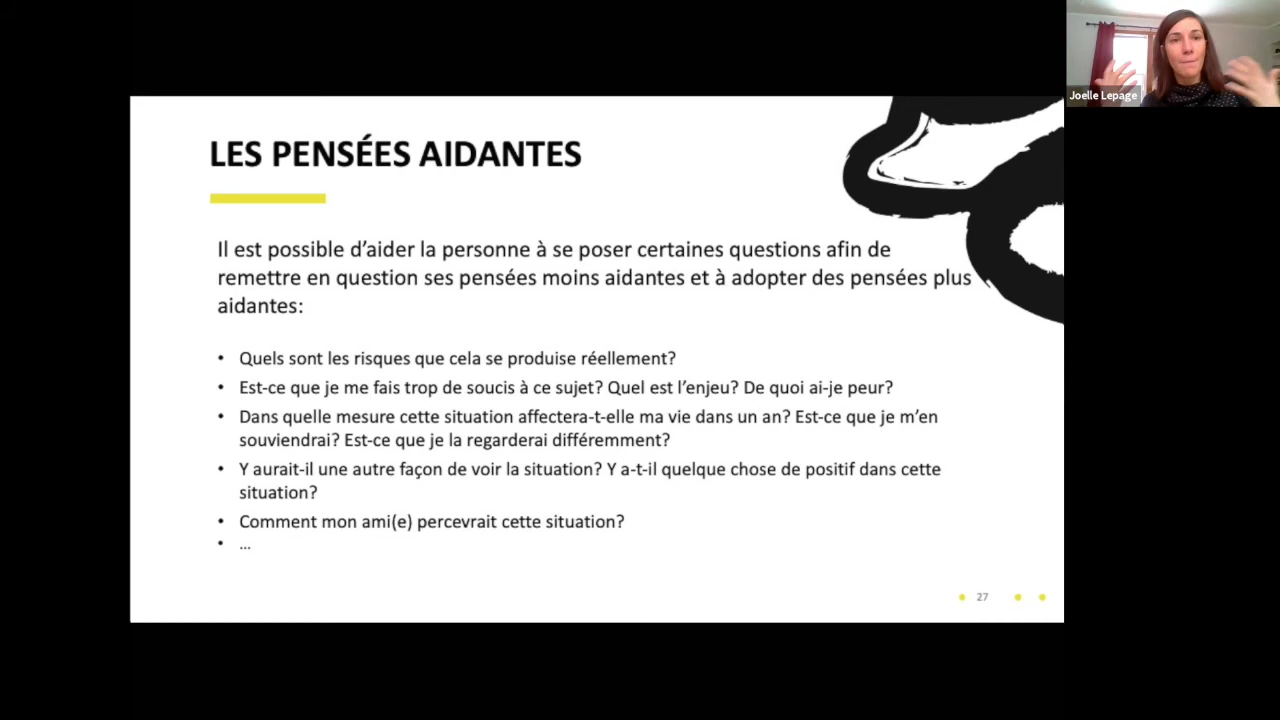 Joelle Lepage
LES PENSÉES AIDANTES
Il est possible d’aider la personne à se poser certaines questions afin de
remettre en question ses pensées moins aidantes et à adopter des pensées plus
aidantes:
• Quels sont les risques que cela se produise réellement?
• Est-ce que je me fais trop de soucis à ce sujet? Quel est l’enjeu? De quoi ai-je peur?
• Dans quelle mesure cette situation affectera-t-elle ma vie dans un an? Est-ce que je m’en
souviendrai? Est-ce que je la regarderai différemment?
• Y aurait-il une autre façon de voir la situation? Y a-t-il quelque chose de positif dans cette
situation?
• Comment mon ami(e) percevrait cette situation?
• …
27